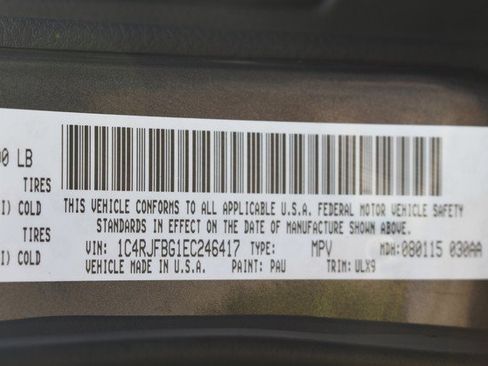 00 LB
TIRES
I) COLD
TIRES
I) COLD
THIS VEHICLE CONFORMS TO ALL APPLICABLE U.S.A. FEDERAL MOTOR VEHICLE SAFETY
STANDARDS IN EFFECT ON THE DATE OF MANUFACTURE SHOWN ABOVE.
VIN: 1C4RJFBG1EC246417 TYPE: MPV MDH: 080115 030AA
VEHICLE MADE IN U.S.A. PAINT: PAU TRIM: ULX9